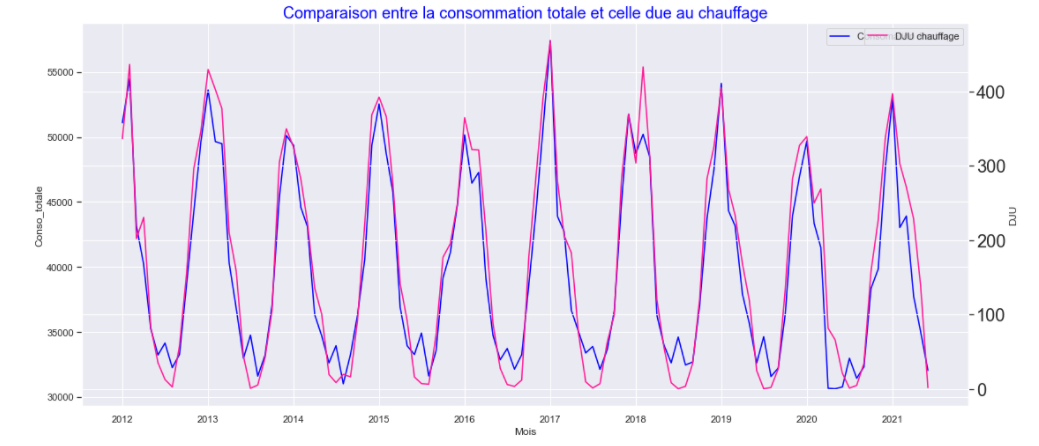 Comparaison entre la consommation totale et celle due au chauffage
DJU chauffage
55000
50000
45000
40000
35000
30000
Conso_totale
400
300
200
100
0
DJU
2012 2013 2014 2015 2016 2017 2018 2019 2020 2021
Mois